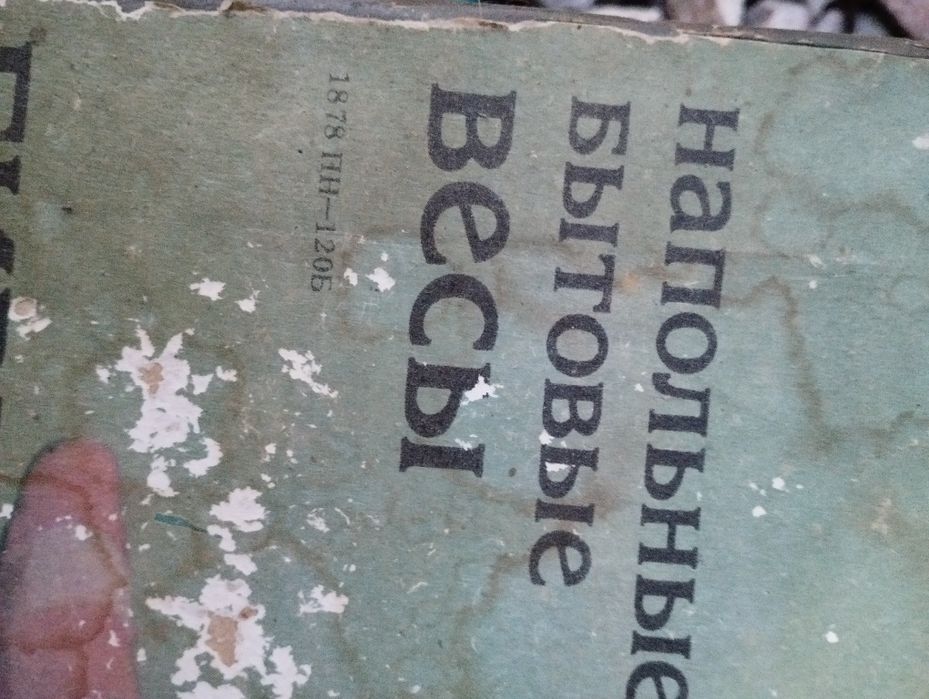 напольные
бытовые
весы
1878 ПН-120Б